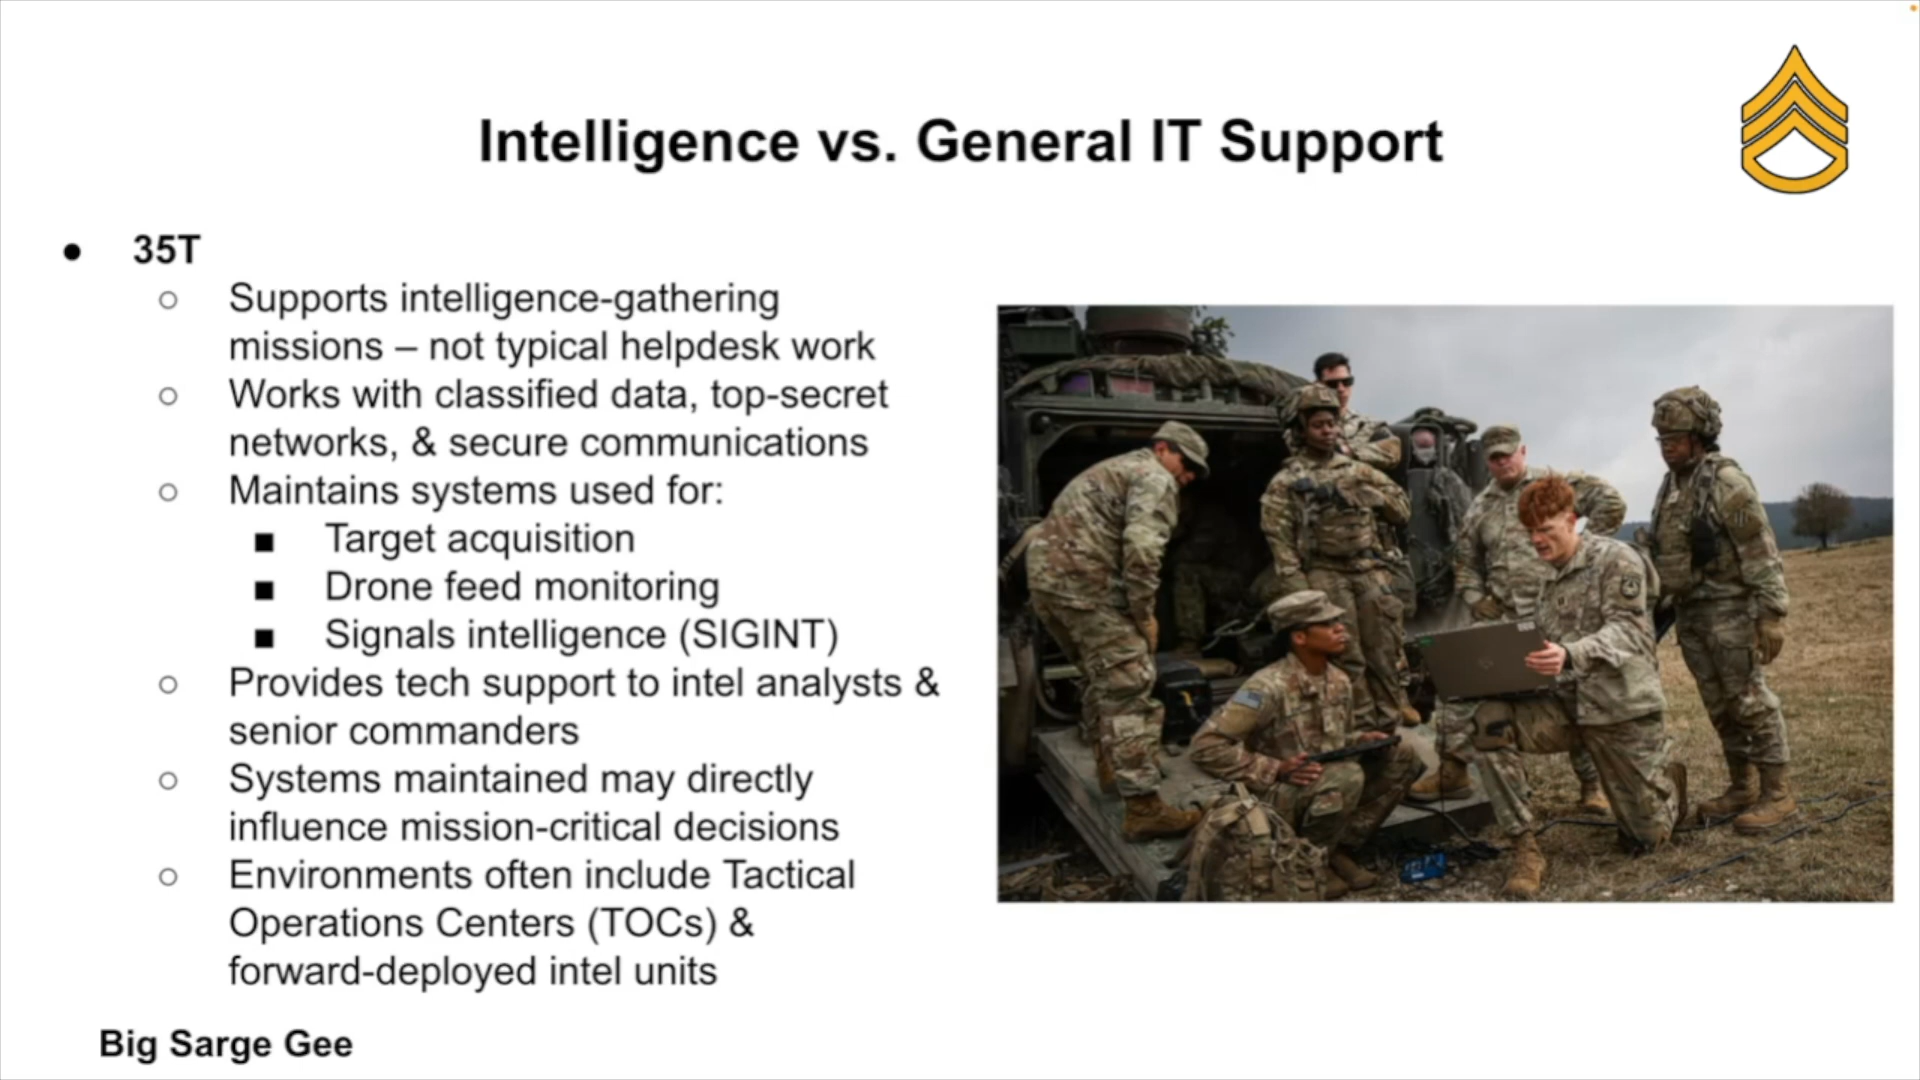 Intelligence vs. General IT Support
35T
Supports intelligence-gathering
missions – not typical helpdesk work
Works with classified data, top-secret
networks, & secure communications
Maintains systems used for:
Target acquisition
Drone feed monitoring
Signals intelligence (SIGINT)
Provides tech support to intel analysts &
senior commanders
Systems maintained may directly
influence mission-critical decisions
Environments often include Tactical
Operations Centers (TOCs) &
forward-deployed intel units
Big Sarge Gee